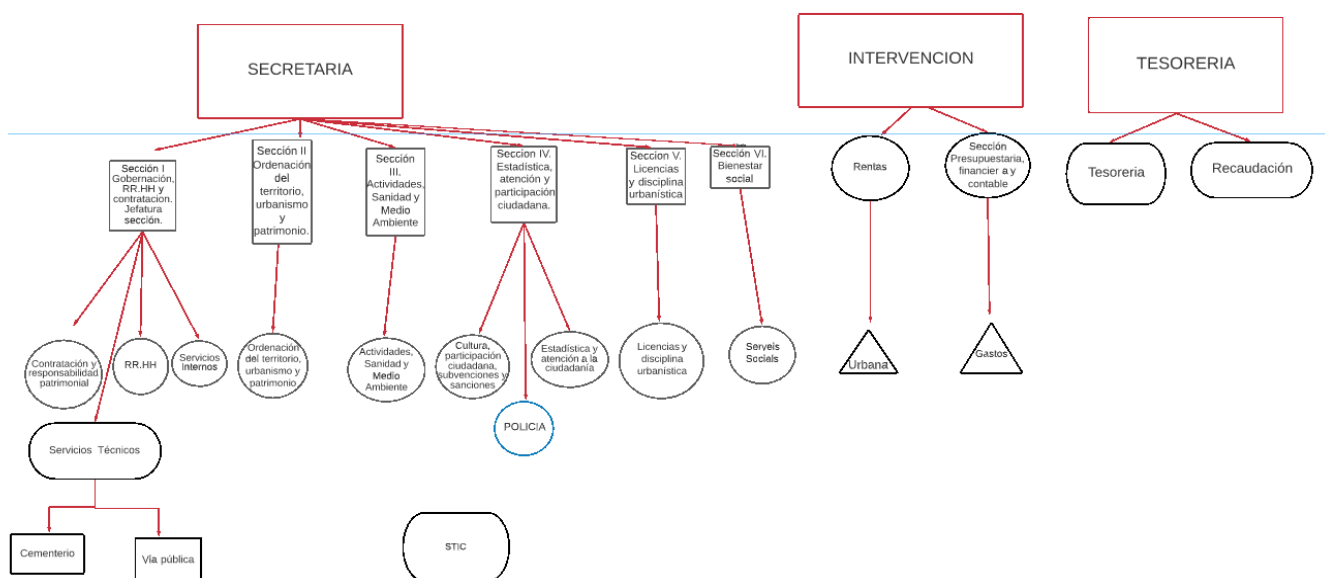 SECRETARIA
INTERVENCION
TESORERIA
Sección I
Gobernación,
RR.HH y
contratación.
Jefatura
sección.
Sección II
Ordenación
del
territorio,
urbanismo
y
patrimonio.
Sección
III.
Actividades,
Sanidad y
Medio
Ambiente
Seccion IV.
Estadística,
atención y
participación
ciudadana.
Seccion V.
Licencias
y disciplina
urbanística
Sección VI.
Bienestar
social
Rentas
Sección
Presupuestaria,
financier a y
contable
Tesoreria
Recaudación
Contratación y
responsabilidad
patrimonial
RR.HH
Servicios
Internos
Ordenación
del territorio,
urbanismo y
patrimonio
Actividades,
Sanidad y
Medio
Ambiente
Cultura,
participación
ciudadana,
subvenciones y
sanciones
Estadística y
atención a la
ciudadanía
Licencias y
disciplina
urbanística
Serveis
Socials
Urbana
Gastos
POLICIA
Servicios Técnicos
Cementerio
Vía pública
STIC